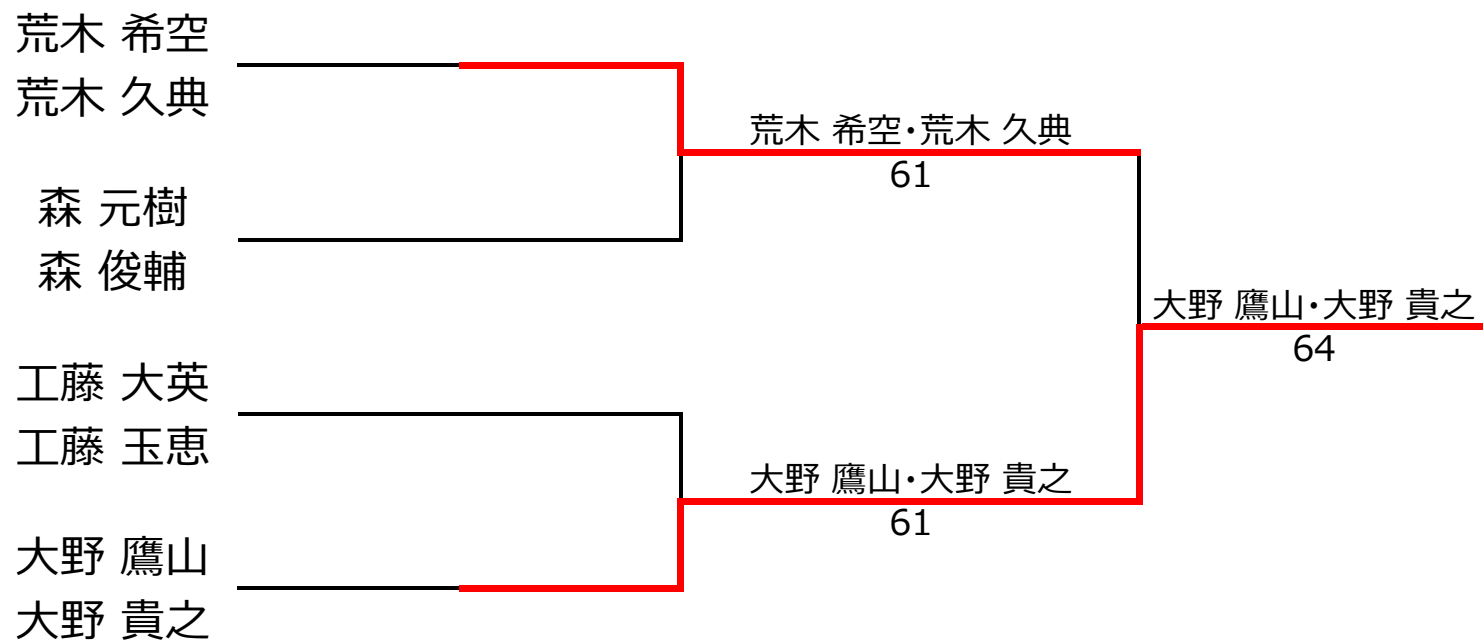 荒木 希空
荒木 久典
荒木 希空・荒木 久典
61
森 元樹
森 俊輔
大野 鷹山・大野 貴之
64
工藤 大英
工藤 玉恵
大野 鷹山・大野 貴之
61
大野 鷹山
大野 貴之